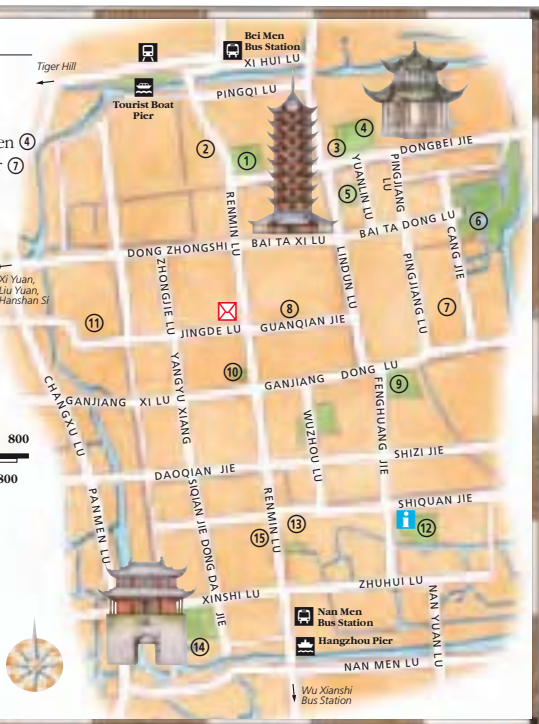 Bei Men
Bus Station
XI HUI LU
Tiger Hill
PINGQI LU
Tourist Boat
Pier
en 4
7
2
1
3
4
DONGBEI JIE
YUANLIN LU
PINGJIANG
LU
5
6
RENMIN LU
BAI TA DONG LU
BAI TA XI LU
DONG ZHONGSHI
CANG JIE
Xi Yuan,
Liu Yuan,
Hanshan Si
ZHONGJIE LU
LINDUN LU
PINGJIANG LU
7
8
11
JINGDE LU
GUANQIAN JIE
10
YANGYU XIANG
GANJIANG DONG LU
9
CHANGXU LU
GANJIANG XI LU
WUZHOU LU
FENGHUANG JIE
800
SHIZI JIE
DAOQIAN JIE
800
PANMEN LU
SIQIAN JIE DONG DA JIE
RENMIN LU
SHIQUAN JIE
i
12
13
15
ZHUHUI LU
XINSHI LU
NAN YUAN LU
Nan Men
Bus Station
Hangzhou Pier
14
NAN MEN LU
Wu Xianshi
Bus Station